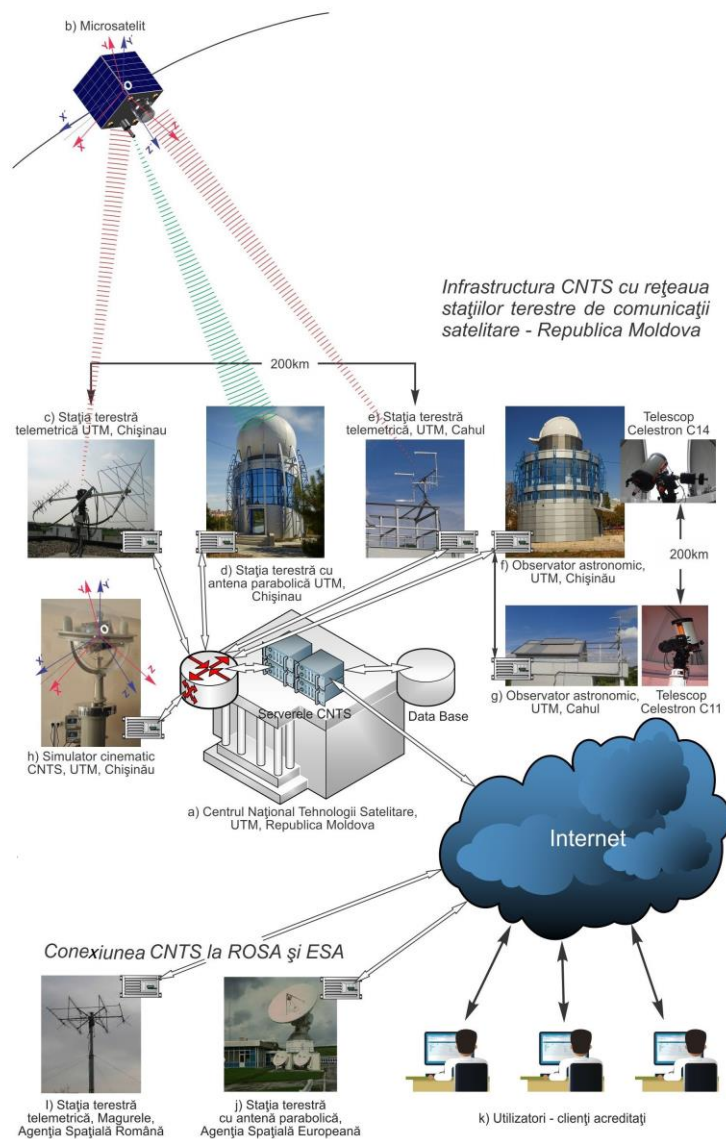 b) Microsatelit
Y
Y'
X'
X
Z'
Z
Infrastructura CNTS cu reţeaua
staţiilor terestre de comunicaţii
satelitare - Republica Moldova
200km
c) Staţia terestră
telemetrică UTM, Chişinau
e) Staţia terestră
telemetrică, UTM, Cahul
Telescop
Celestron C14
d) Staţia terestră cu
antena parabolică UTM,
Chişinau
f) Observator astronomic,
UTM, Chişinău
200km
Y
Y'
X'
X
Z'
Z
Serverele CNTS
Data Base
g) Observator astronomic,
UTM, Cahul
Telescop
Celestron C11
h) Simulator cinematic
CNTS, UTM, Chişinău
a) Centrul Naţional Tehnologii Satelitare,
UTM, Republica Moldova
Internet
Conexiunea CNTS la ROSA şi ESA
l) Staţia terestră
telemetrică, Magurele,
Agenţia Spaţială Română
j) Staţia terestră
cu antenă parabolică,
Agenţia Spaţială Europeană
k) Utilizatori - clienţi acreditaţi